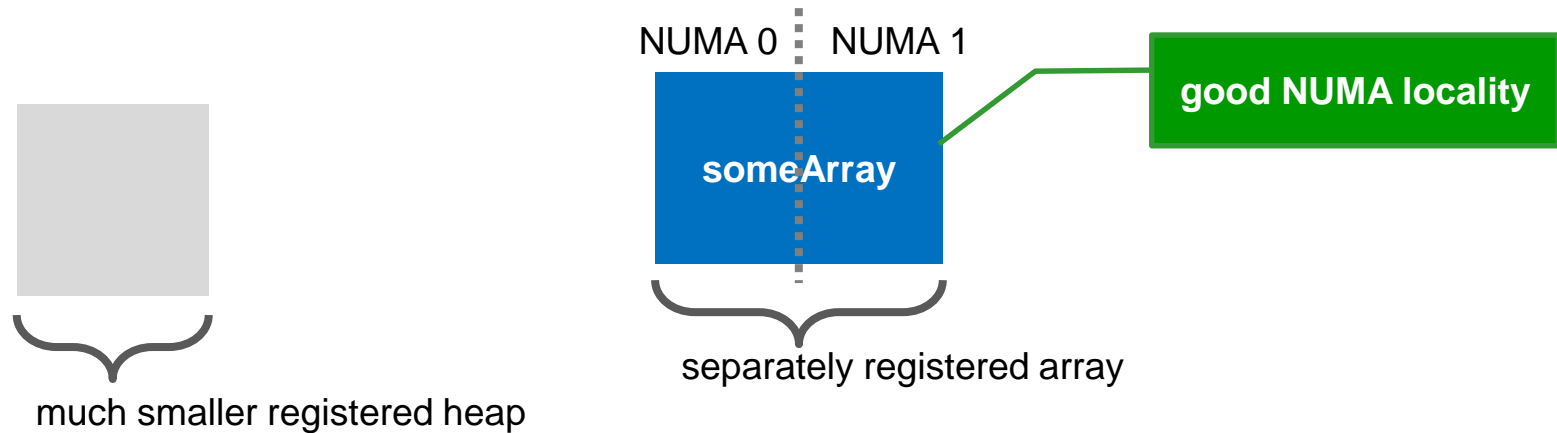 NUMA 0
NUMA 1
good NUMA locality
someArray
separately registered array
much smaller registered heap